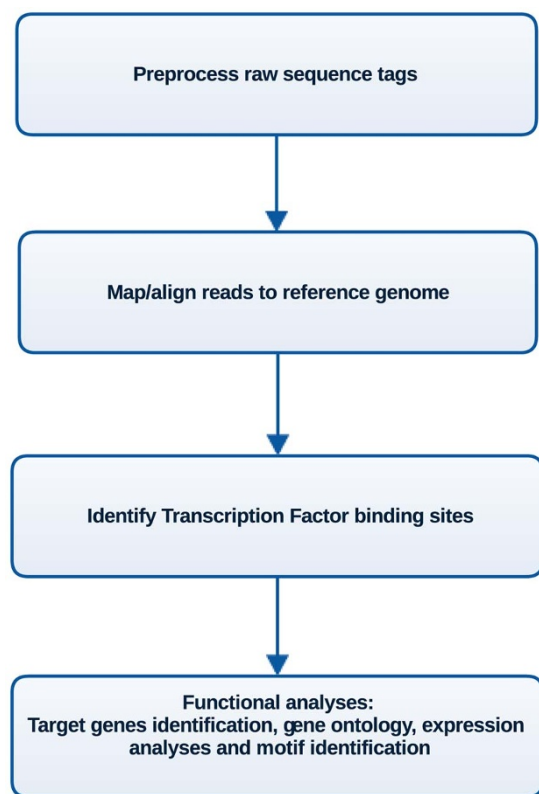 Preprocess raw sequence tags
Map/align reads to reference genome
Identify Transcription Factor binding sites
Functional analyses:
Target genes identification, gene ontology, expression
analyses and motif identification